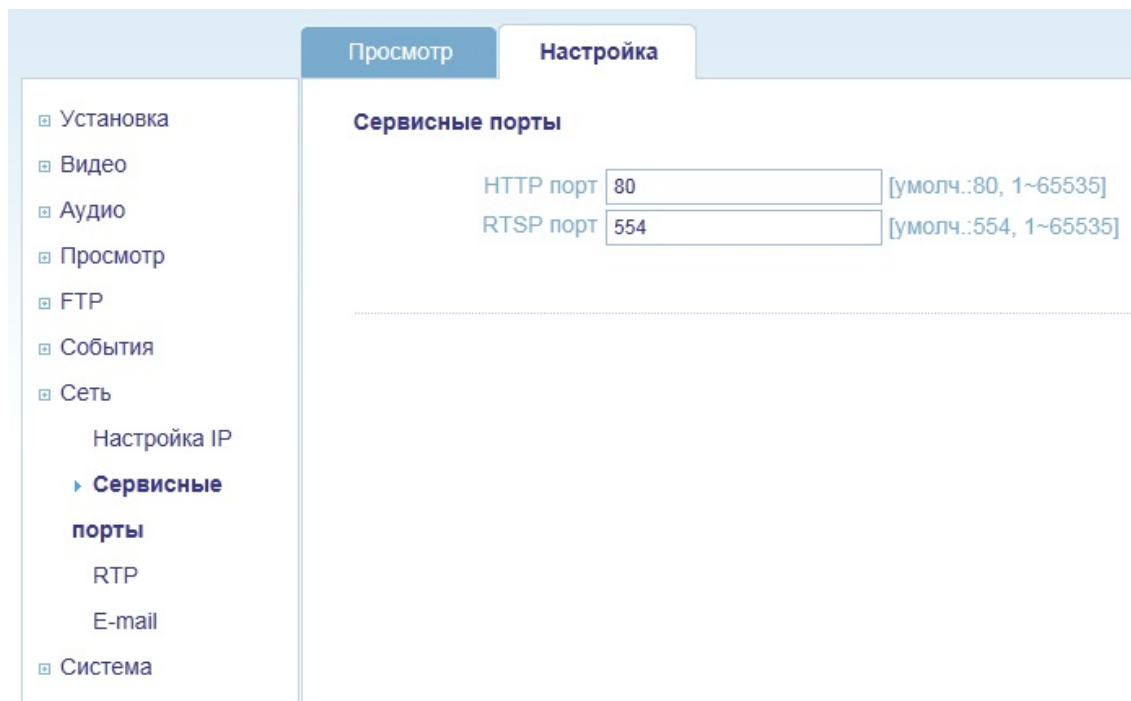 Просмотр
Настройка
Установка
Видео
Аудио
Просмотр
FTP
События
Сеть
Настройка IP
Сервисные
порты
RTP
E-mail
Система
Сервисные порты
HTTP порт 80 [умолч.:80, 1~65535]
RTSP порт 554 [умолч.:554, 1~65535]